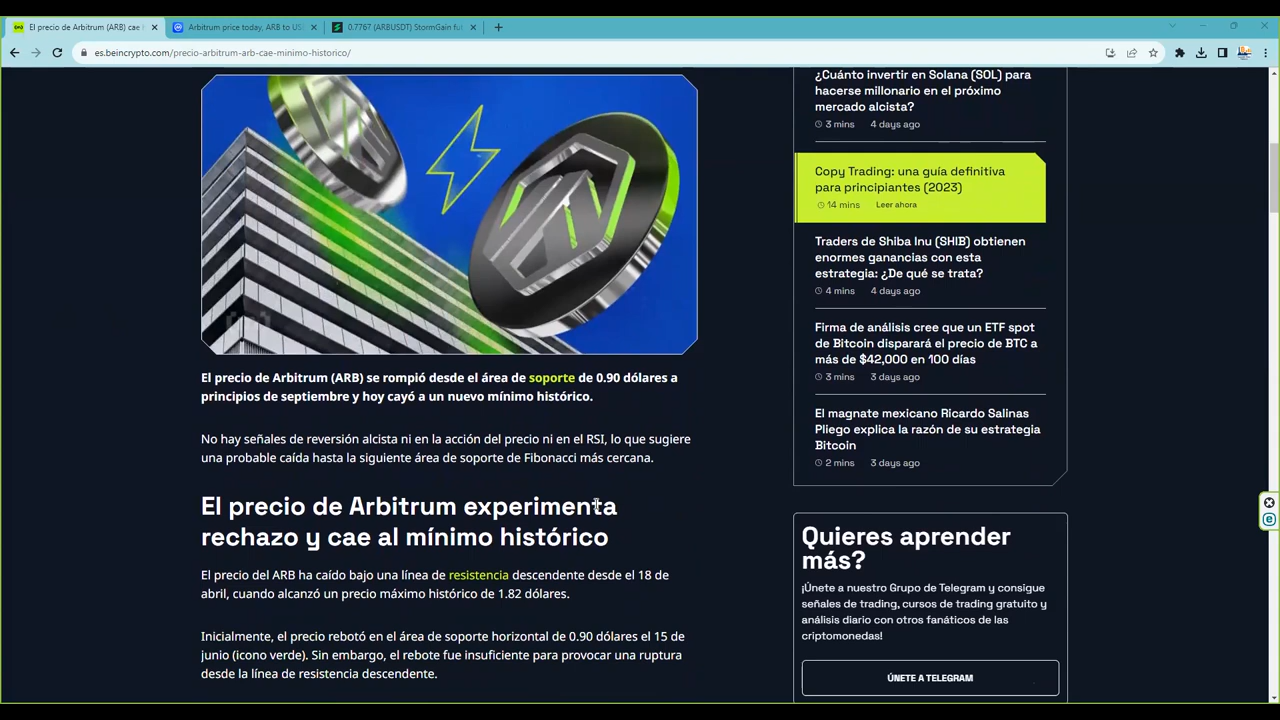 El precio de Arbitrum (ARB) cae
Arbitrum price today, ARB to US
0.7767 (ARBUSDT) StormGain fut
es.beincrypto.com/precio-arbitrum-arb-cae-minimo-historico/
El precio de Arbitrum (ARB) se rompió desde el área de soporte de 0.90 dólares a
principios de septiembre y hoy cayó a un nuevo mínimo histórico.
No hay señales de reversión alcista ni en la acción del precio ni en el RSI, lo que sugiere
una probable caída hasta la siguiente área de soporte de Fibonacci más cercana.
El precio de Arbitrum experimenta
rechazo y cae al mínimo histórico
El precio del ARB ha caído bajo una línea de resistencia descendente desde el 18 de
abril, cuando alcanzó un precio máximo histórico de 1.82 dólares.
Inicialmente, el precio rebotó en el área de soporte horizontal de 0.90 dólares el 15 de
junio (icono verde). Sin embargo, el rebote fue insuficiente para provocar una ruptura
desde la línea de resistencia descendente.
¿Cuánto invertir en Solana (SOL) para
hacerse millonario en el próximo
mercado alcista?
3 mins 4 days ago
Copy Trading: una guía definitiva
para principiantes (2023)
14 mins Leer ahora
Traders de Shiba Inu (SHIB) obtienen
enormes ganancias con esta
estrategia: ¿De qué se trata?
4 mins 4 days ago
Firma de análisis cree que un ETF spot
de Bitcoin disparará el precio de BTC a
más de $42,000 en 100 días
3 mins 3 days ago
El magnate mexicano Ricardo Salinas
Pliego explica la razón de su estrategia
Bitcoin
2 mins 3 days ago
Quieres aprender
más?
¡Únete a nuestro Grupo de Telegram y consigue
señales de trading, cursos de trading gratuito y
análisis diario con otros fanáticos de las
criptomonedas!
ÚNETE A TELEGRAM